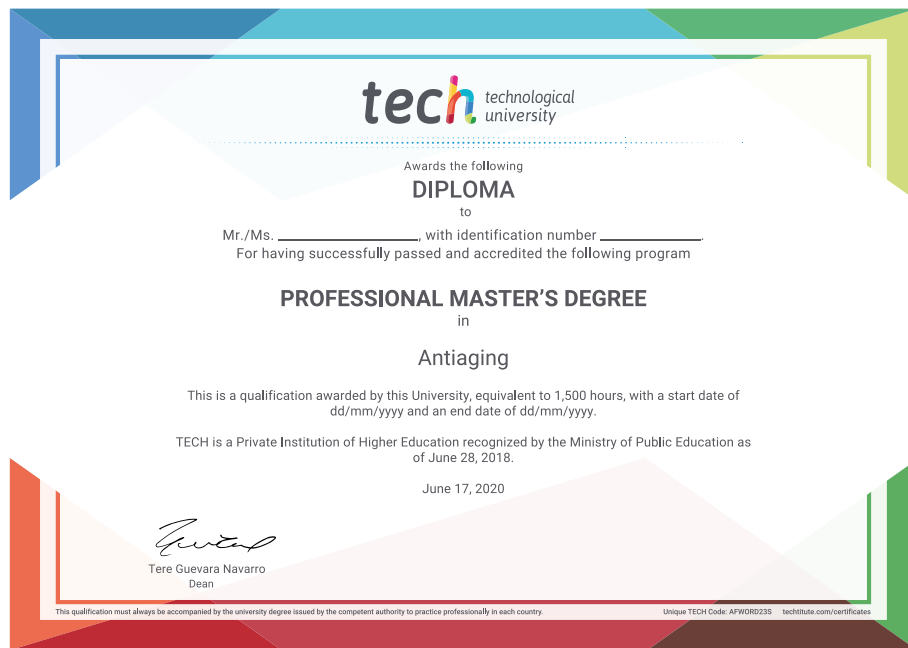 tech technological
university
Awards the following
DIPLOMA
to
Mr./Ms. ____________________, with identification number ______________.
For having successfully passed and accredited the following program
PROFESSIONAL MASTER'S DEGREE
in
Antiaging
This is a qualification awarded by this University, equivalent to 1,500 hours, with a start date of
dd/mm/yyyy and an end date of dd/mm/yyyy.
TECH is a Private Institution of Higher Education recognized by the Ministry of Public Education as
of June 28, 2018.
June 17, 2020
Tere Guevara Navarro
Dean
This qualification must always be accompanied by the university degree issued by the competent authority to practice professionally in each country. Unique TECH Code: AFWORD23S techtitute.com/certificates